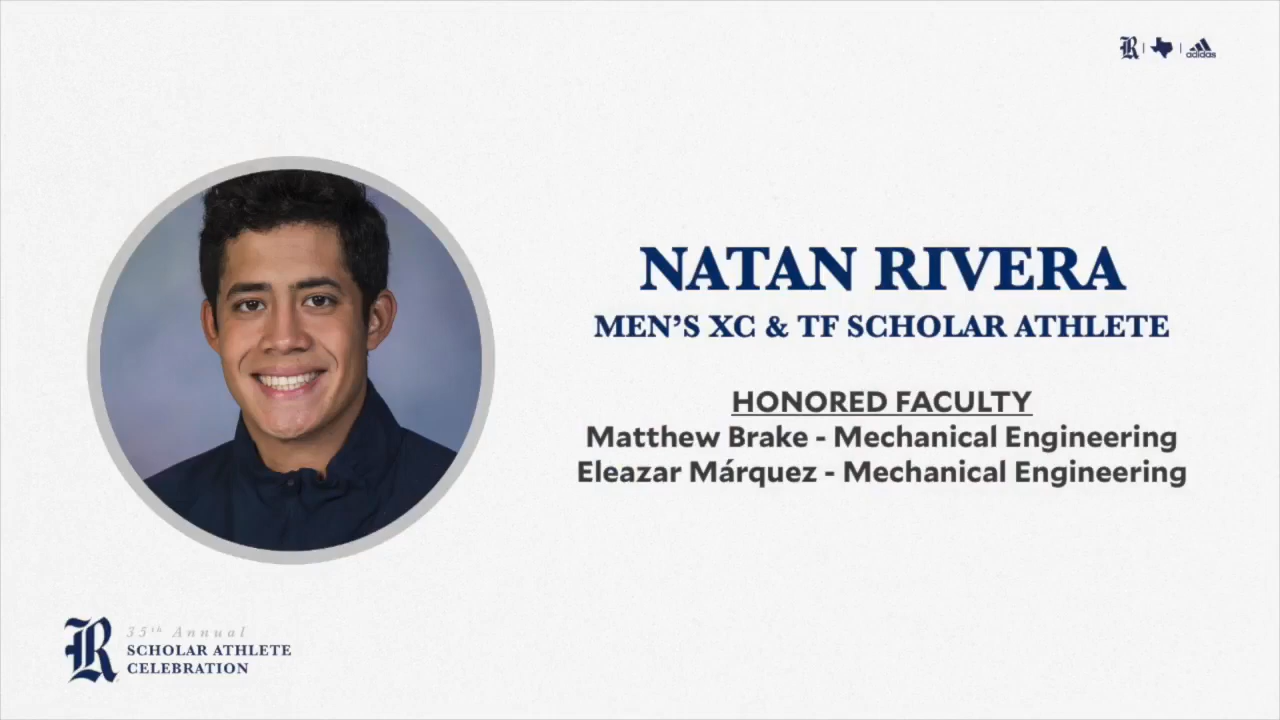 R
adidas
NATAN RIVERA
MEN’S XC & TF SCHOLAR ATHLETE
HONORED FACULTY
Matthew Brake - Mechanical Engineering
Eleazar Márquez - Mechanical Engineering
R
35th Annual
SCHOLAR ATHLETE
CELEBRATION